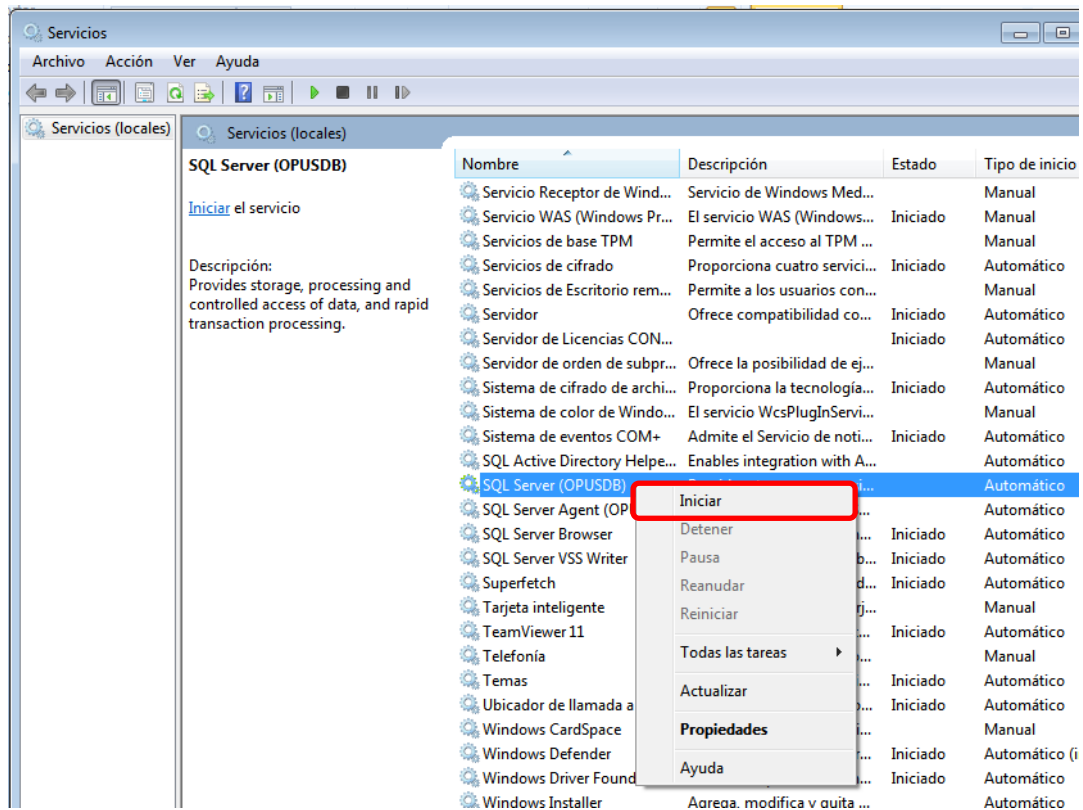 Servicios
Archivo Acción Ver Ayuda
Servicios (locales)
Servicios (locales)
SQL Server (OPUSDB)
Iniciar el servicio
Descripción:
Provides storage, processing and
controlled access of data, and rapid
transaction processing.
Nombre Descripción Estado Tipo de inicio
Servicio Receptor de Wind... Servicio de Windows Med... Manual
Servicio WAS (Windows Pr... El servicio WAS (Windows... Iniciado Manual
Servicios de base TPM Permite el acceso al TPM ... Manual
Servicios de cifrado Proporciona cuatro servici... Iniciado Automático
Servicios de Escritorio rem... Permite a los usuarios con... Manual
Servidor Ofrece compatibilidad co... Iniciado Automático
Servidor de Licencias CON... Iniciado Automático
Servidor de orden de subpr... Ofrece la posibilidad de ej... Manual
Sistema de cifrado de archi... Proporciona la tecnología... Iniciado Automático
Sistema de color de Windo... El servicio WcsPlugInServi... Manual
Sistema de eventos COM+ Admite el Servicio de noti... Iniciado Automático
SQL Active Directory Helpe... Enables integration with A... Automático
SQL Server (OPUSDB) Automático
SQL Server Agent (OP Automático
SQL Server Browser Iniciado Automático
SQL Server VSS Writer Iniciado Automático
Superfetch Iniciado Automático
Tarjeta inteligente Manual
TeamViewer 11 Iniciado Automático
Telefonía Manual
Temas Iniciado Automático
Ubicador de llamada a Iniciado Automático
Windows CardSpace Manual
Windows Defender Iniciado Automático (i
Windows Driver Found Iniciado Automático
Windows Installer Agrega, modifica y quita ... Automático
Iniciar
Detener
Pausa
Reanudar
Reiniciar
Todas las tareas
Actualizar
Propiedades
Ayuda